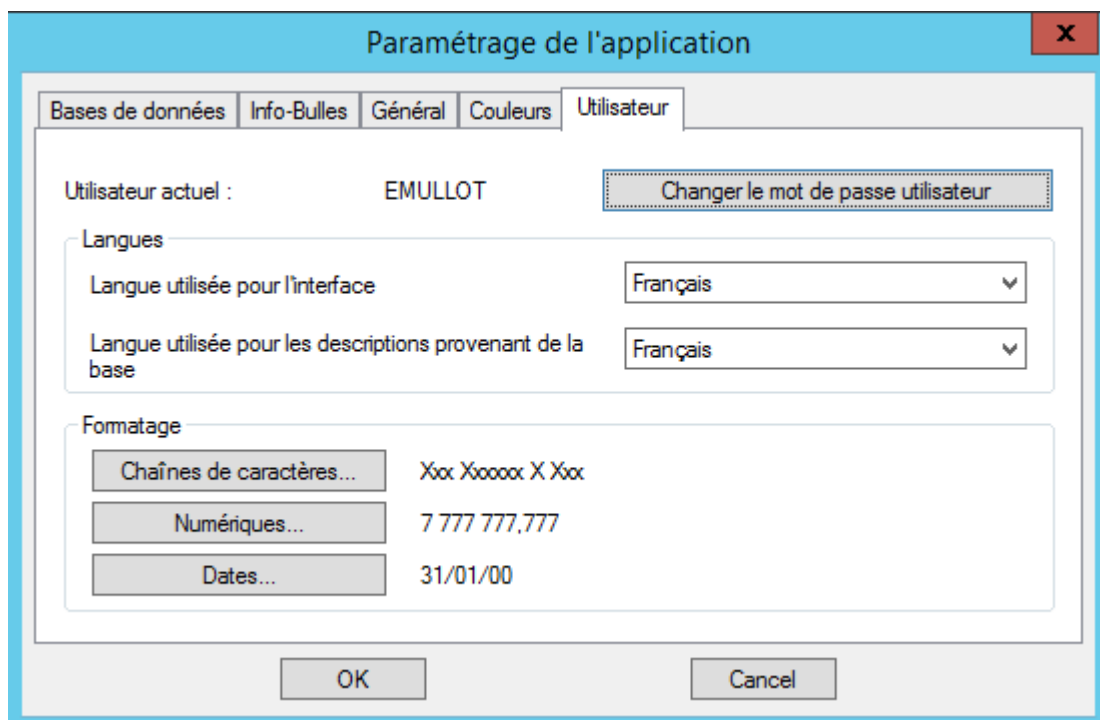 Paramétrage de l'application
x
Bases de données Info-Bulles Général Couleurs Utilisateur
Utilisateur actuel : EMULLOT Changer le mot de passe utilisateur
Langues
Langue utilisée pour l'interface Français
Langue utilisée pour les descriptions provenant de la
base
Français
Formatage
Chaînes de caractères... Xxx Xxxxxx X Xxx
Numériques... 7 777 777,777
Dates... 31/01/00
OK Cancel